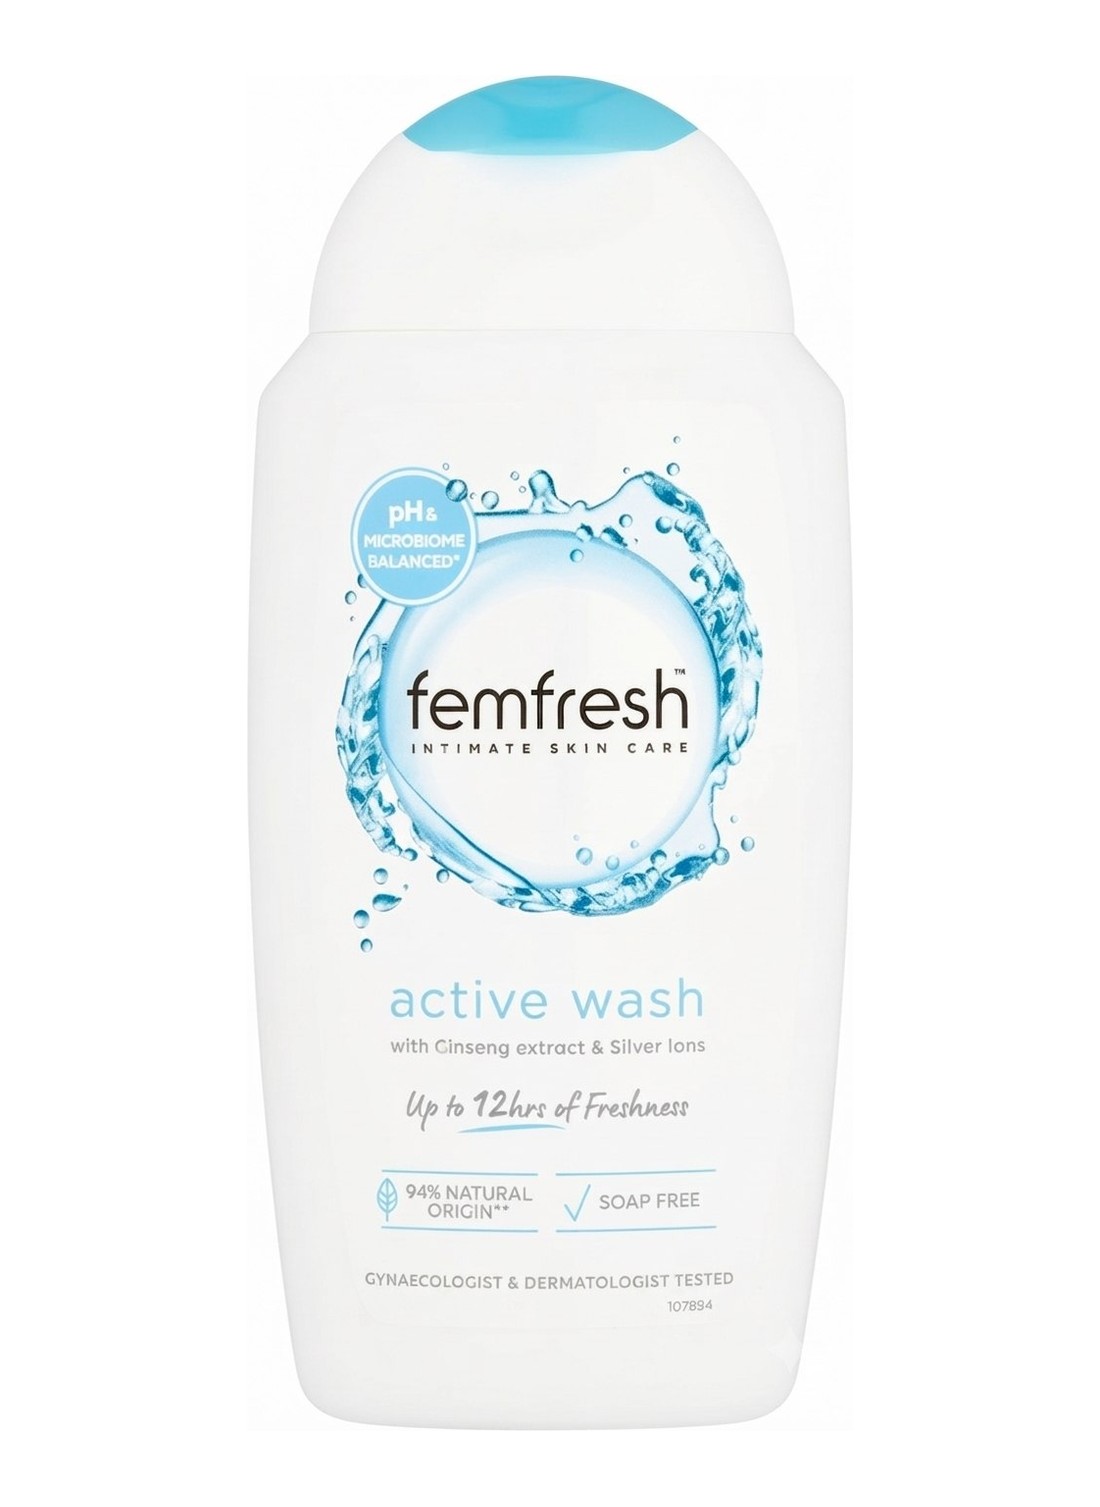 pH &
MICROBIOME
BALANCED*
femfresh™
INTIMATE SKIN CARE
active wash
with Ginseng extract & Silver Ions
Up to 12hrs of Freshness
94% NATURAL
ORIGIN**
SOAP FREE
GYNAECOLOGIST & DERMATOLOGIST TESTED
107894